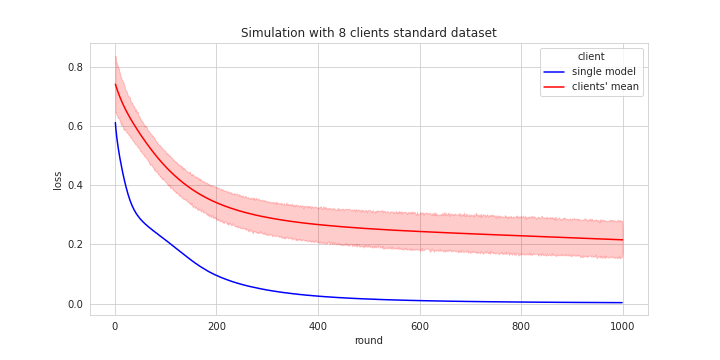 Simulation with 8 clients standard dataset
client
single model
clients' mean
loss
0.8
0.6
0.4
0.2
0.0
0
200
400
600
800
1000
round